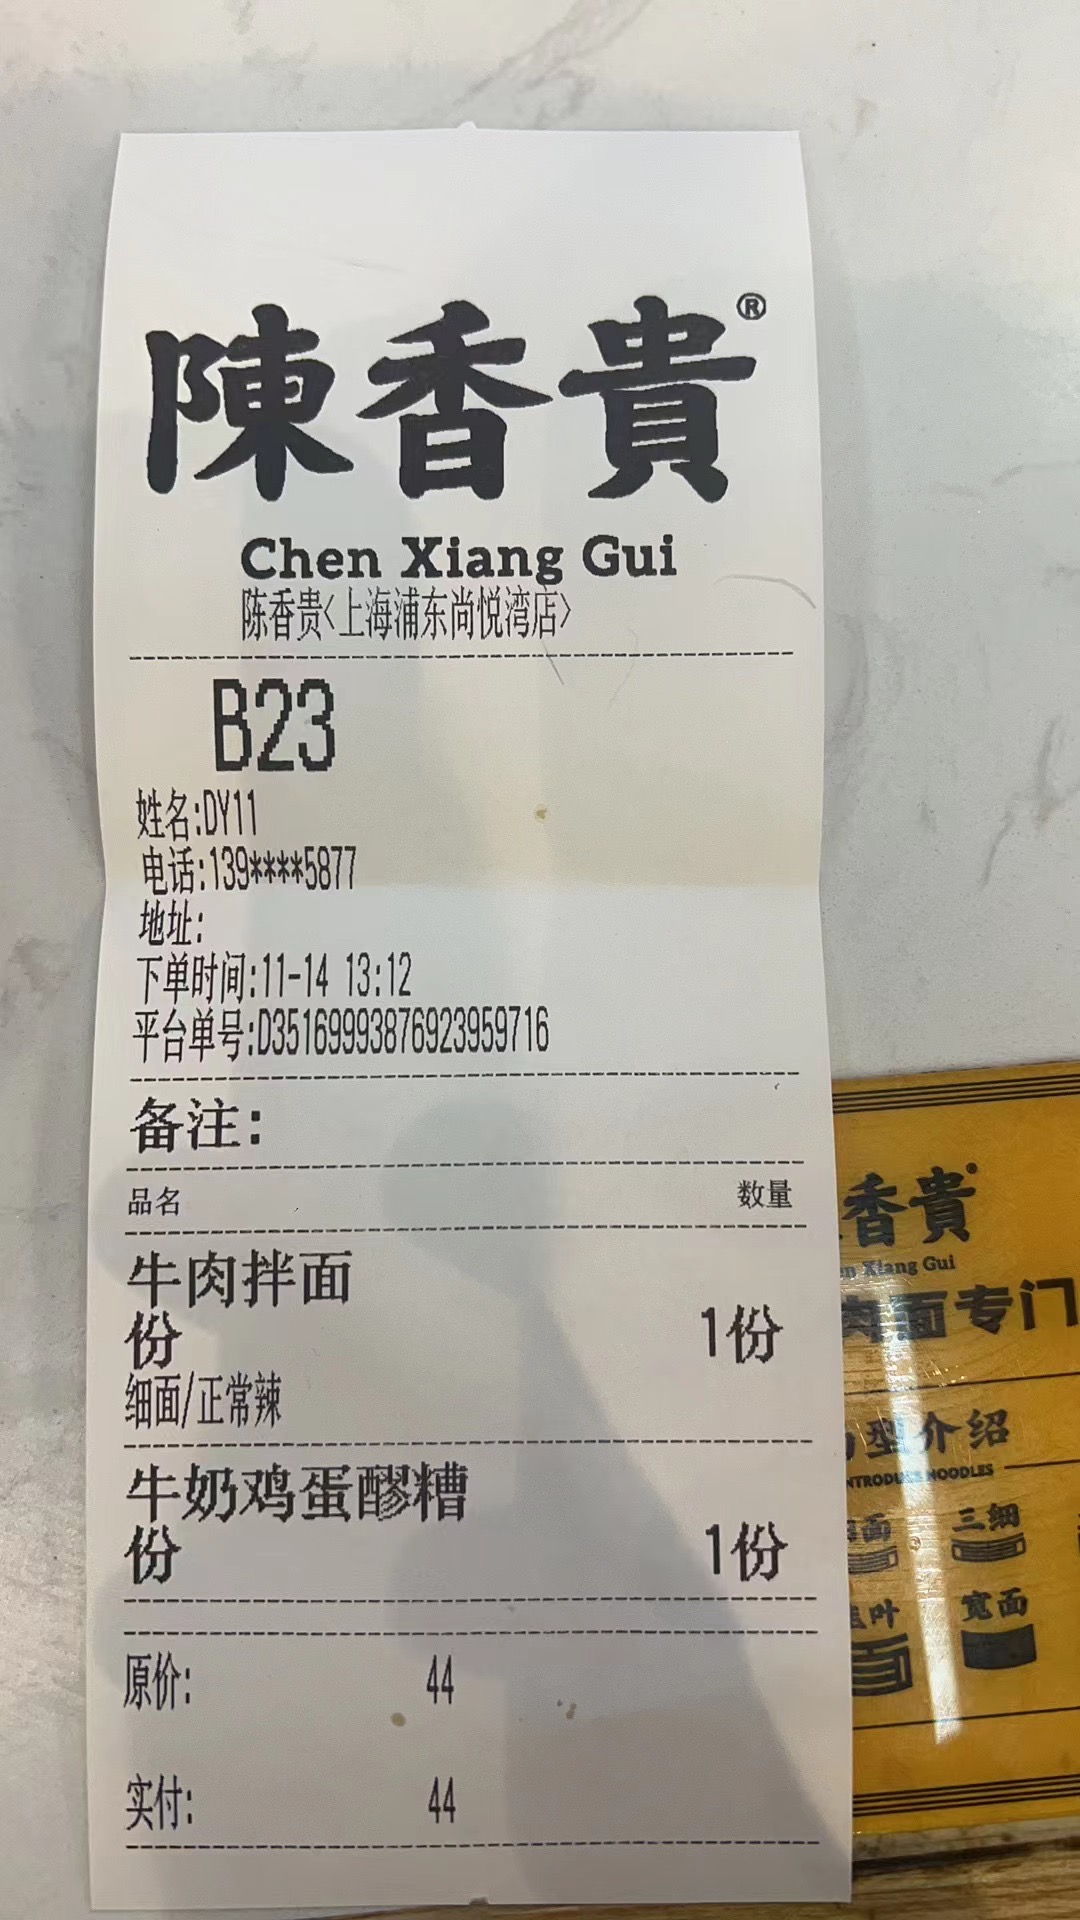 陳香貴®
Chen Xiang Gui
陈香贵<上海浦东尚悦湾店>
B23
姓名:DY11
电话:139****5877
地址:
下单时间:11-14 13:12
平台单号:D35169993876923959716
备注:
品名 数量
牛肉拌面
份 1份
细面/正常辣
牛奶鸡蛋醪糟
份 1份
原价: 44
实付: 44
香貴
Xiang Gui
肉面专门
型介绍
NOODLES
三细
宽面